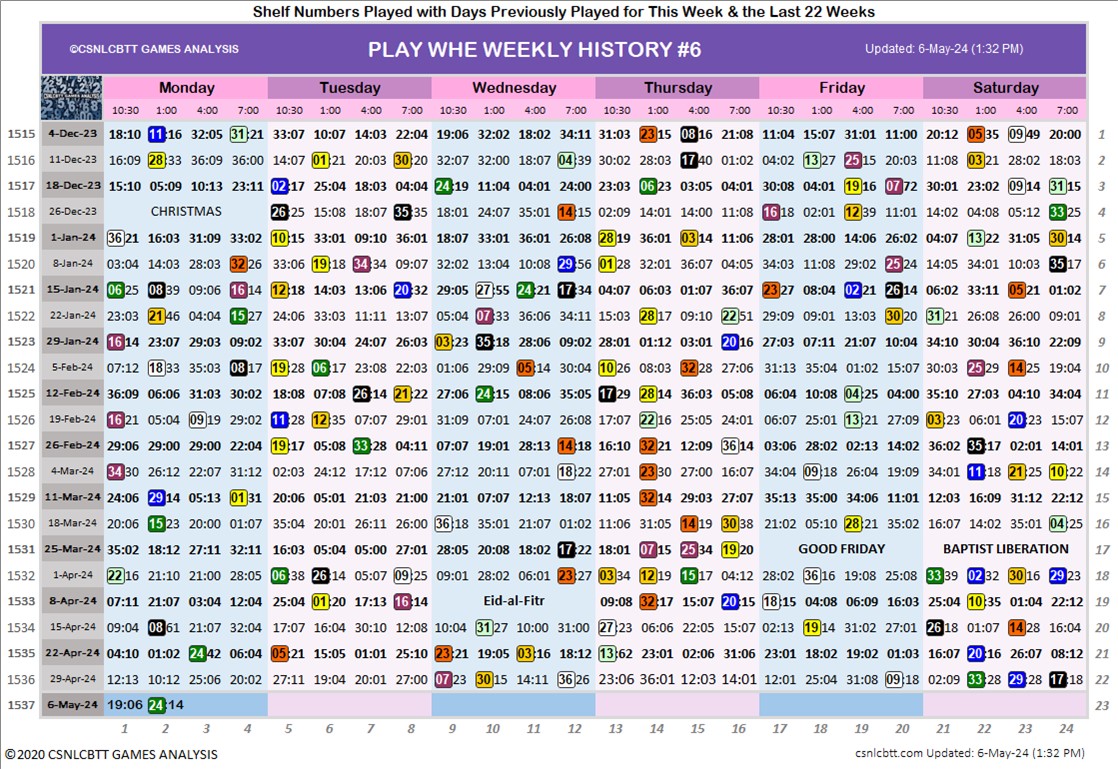 Shelf Numbers Played with Days Previously Played for This Week & the Last 22 Weeks
©CSNLCBTT GAMES ANALYSIS PLAY WHE WEEKLY HISTORY #6 Updated: 6-May-24 (1:32 PM)
Monday Tuesday Wednesday Thursday Friday Saturday
10:30 1:00 4:00 7:00 10:30 1:00 4:00 7:00 10:30 1:00 4:00 7:00 10:30 1:00 4:00 7:00 10:30 1:00 4:00 7:00 10:30 1:00 4:00 7:00
1515 4-Dec-23 18:10 11:16 32:05 31:21 33:07 10:07 14:03 22:04 19:06 32:02 18:02 34:11 31:03 23:15 08:16 21:08 11:04 15:07 31:01 11:00 20:12 05:35 09:49 20:00 1
1516 11-Dec-23 16:09 28:33 36:09 36:00 14:07 01:21 20:03 30:20 32:07 32:00 18:07 04:39 30:02 28:03 17:40 01:02 04:02 13:27 25:15 20:03 11:08 03:21 28:02 18:03 2
1517 18-Dec-23 15:10 05:09 10:13 23:11 02:17 25:04 18:03 04:04 24:19 11:04 04:01 24:00 23:03 06:23 03:05 04:01 30:08 04:01 19:16 07:72 30:01 23:02 09:14 31:15 3
1518 26-Dec-23 CHRISTMAS 26:25 15:08 18:07 35:35 18:01 24:07 35:01 14:15 02:09 14:01 14:00 11:08 16:18 02:01 12:39 11:01 14:02 04:08 05:12 33:25 4
1519 1-Jan-24 36:21 16:03 31:09 33:02 10:15 33:01 09:10 36:01 18:07 33:01 36:01 26:08 28:19 36:01 03:14 11:06 28:01 28:00 14:06 26:02 04:07 13:22 31:05 30:14 5
1520 8-Jan-24 03:04 14:03 28:03 32:26 33:06 19:18 34:34 09:07 32:02 13:04 10:08 29:56 01:28 32:01 36:07 04:05 34:03 11:08 29:02 25:24 14:05 34:01 10:03 35:17 6
1521 15-Jan-24 06:25 08:39 09:06 16:14 12:18 14:03 13:06 20:32 29:05 27:55 24:21 17:34 04:07 06:03 01:07 36:07 23:27 08:04 02:21 26:14 06:02 33:11 05:21 01:02 7
1522 22-Jan-24 23:03 21:46 04:04 15:27 24:06 33:03 11:11 13:07 05:04 07:33 36:06 34:11 15:03 28:17 09:10 22:51 29:09 09:01 13:03 30:20 31:21 26:08 26:00 09:01 8
1523 29-Jan-24 16:14 23:07 29:03 09:02 33:07 30:04 24:07 26:03 03:23 35:18 28:06 09:02 28:01 01:12 03:01 20:16 27:03 07:11 21:07 10:04 34:10 30:04 36:10 22:09 9
1524 5-Feb-24 07:12 18:33 35:03 08:17 19:28 06:17 02:08 22:03 01:06 29:09 05:14 30:04 10:26 08:03 32:28 27:06 31:13 35:04 01:02 15:07 30:03 25:29 14:25 09:10 10
1525 12-Feb-24 36:09 06:06 31:03 30:02 18:08 07:08 26:14 21:22 27:06 24:15 08:06 35:05 17:29 28:14 36:03 05:08 06:04 10:08 04:25 04:00 35:10 27:03 04:10 34:04 11
1526 19-Feb-24 16:21 05:04 09:19 29:02 11:28 12:35 06:05 29:01 31:09 07:01 24:07 26:08 17:07 22:16 25:05 24:01 06:07 32:01 13:21 27:09 03:23 06:01 20:23 15:07 12
1527 26-Feb-24 29:06 29:00 29:00 22:04 19:17 05:08 33:28 04:11 07:07 19:01 28:13 14:18 16:10 32:21 12:09 36:14 03:05 28:02 02:13 14:02 36:02 35:17 02:01 14:01 13
1528 4-Mar-24 34:30 26:12 22:07 31:12 02:03 24:12 17:12 07:06 27:12 20:11 07:01 18:22 27:01 23:30 27:00 16:07 34:04 09:18 26:04 19:09 34:01 11:18 21:25 10:22 14
1529 11-Mar-24 24:06 29:14 05:13 01:31 20:06 05:01 21:03 21:00 21:01 07:07 12:13 18:07 11:05 32:14 29:03 27:07 35:15 35:00 34:06 11:01 12:03 16:09 31:12 22:12 15
1530 18-Mar-24 20:06 15:23 20:00 01:07 35:04 20:01 26:11 26:00 36:18 35:01 21:07 01:02 11:06 31:05 14:19 30:38 21:02 05:10 28:21 35:02 16:07 14:02 35:01 04:25 16
1531 25-Mar-24 35:02 18:12 27:11 32:11 16:03 05:04 05:00 27:01 28:05 20:08 18:02 17:22 18:01 07:15 25:34 19:20 GOOD FRIDAY BAPTIST LIBERATION 17
1532 1-Apr-24 22:16 21:10 21:00 28:05 06:38 26:14 05:07 09:25 09:01 28:02 06:01 23:27 03:34 12:19 15:17 04:12 28:02 36:16 19:08 25:08 33:39 02:32 30:16 29:23 18
1533 8-Apr-24 07:11 21:07 03:04 12:04 25:04 01:20 17:13 16:14 Eid-al-Fitr 09:08 32:17 15:07 20:15 18:15 04:08 06:09 16:03 25:04 10:35 01:04 22:12 19
1534 15-Apr-24 09:04 08:61 21:07 32:04 17:07 16:04 30:10 12:08 10:04 31:27 10:00 31:00 27:23 06:06 22:05 15:07 02:13 19:14 31:02 27:01 26:18 01:07 14:28 16:04 20
1535 22-Apr-24 04:10 01:02 24:42 06:04 05:21 15:05 01:01 25:10 23:21 19:05 03:16 18:12 13:62 23:01 02:06 31:06 23:01 18:02 19:02 01:03 16:07 20:16 26:07 08:12 21
1536 29-Apr-24 12:13 10:12 25:06 20:02 27:11 19:04 20:01 27:00 07:23 30:15 14:11 36:26 23:06 36:01 12:03 14:01 12:01 25:04 31:08 09:18 02:09 33:28 29:28 17:18 22
1537 6-May-24 19:06 24:14 23
1 2 3 4 5 6 7 8 9 10 11 12 13 14 15 16 17 18 19 20 21 22 23 24
©2020 CSNLCBTT GAMES ANALYSIS csnlcbtt.com Updated: 6-May-24 (1:32 PM)